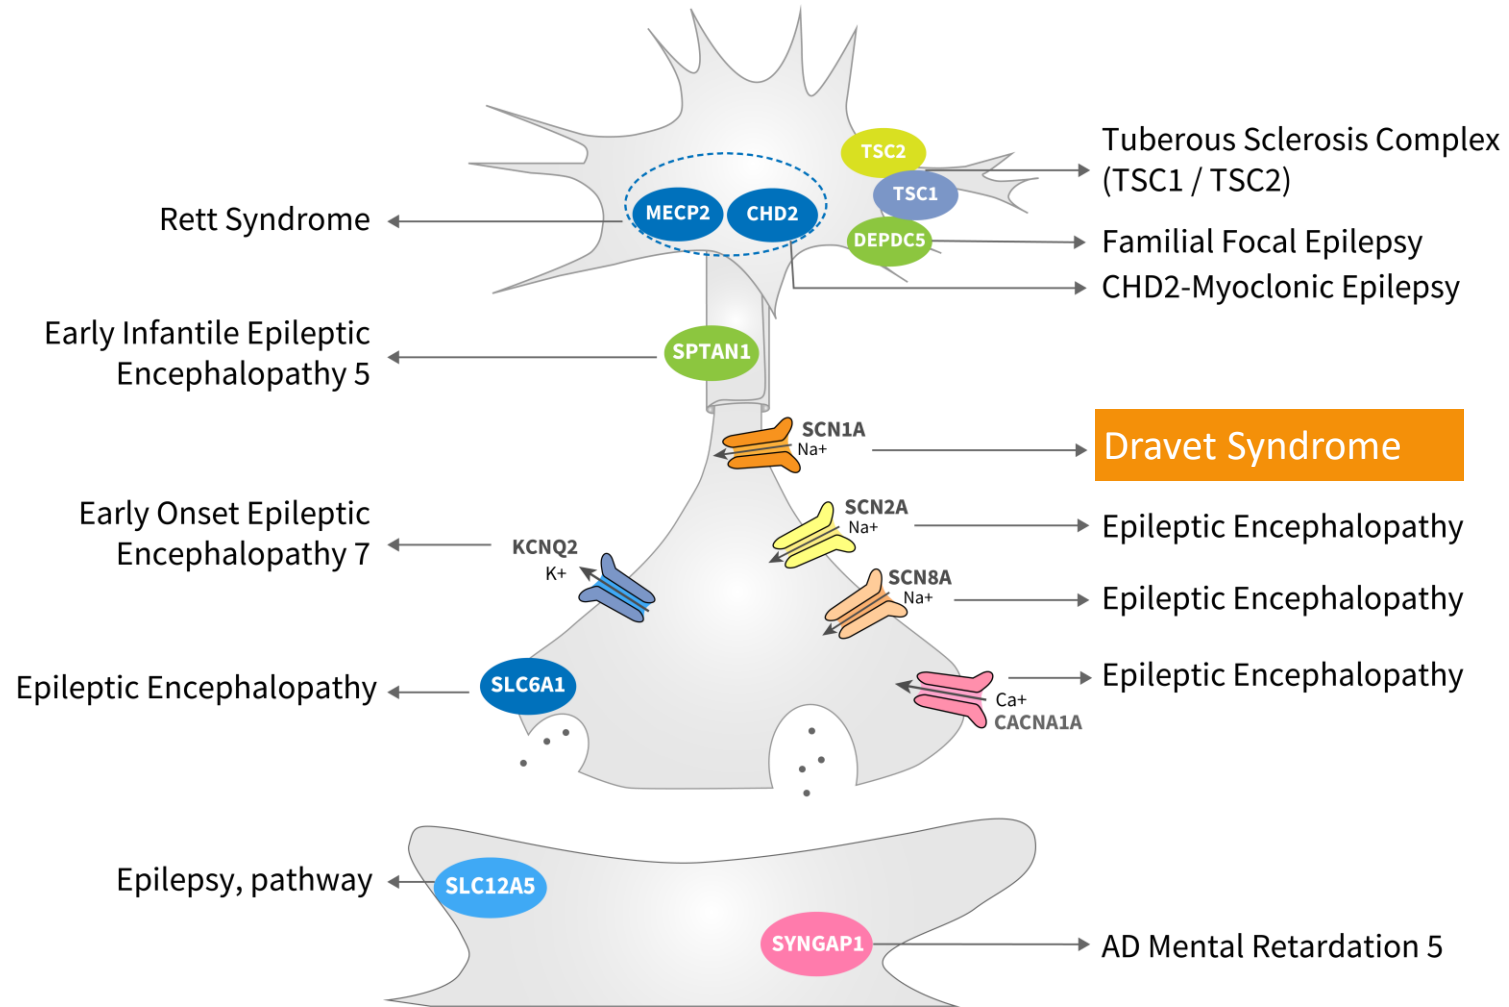 TSC2
Tuberous Sclerosis Complex
(TSC1 / TSC2)
TSC1
Rett Syndrome
MECP2
CHD2
DEPDC5
Familial Focal Epilepsy
CHD2-Myoclonic Epilepsy
Early Infantile Epileptic
Encephalopathy 5
SPTAN1
SCN1A
Na+
Dravet Syndrome
Early Onset Epileptic
Encephalopathy 7
KCNQ2
K+
SCN2A
Na+
Epileptic Encephalopathy
SCN8A
Na+
Epileptic Encephalopathy
Epileptic Encephalopathy
SLC6A1
Ca+
CACNA1A
Epileptic Encephalopathy
Epilepsy, pathway
SLC12A5
SYNGAP1
AD Mental Retardation 5